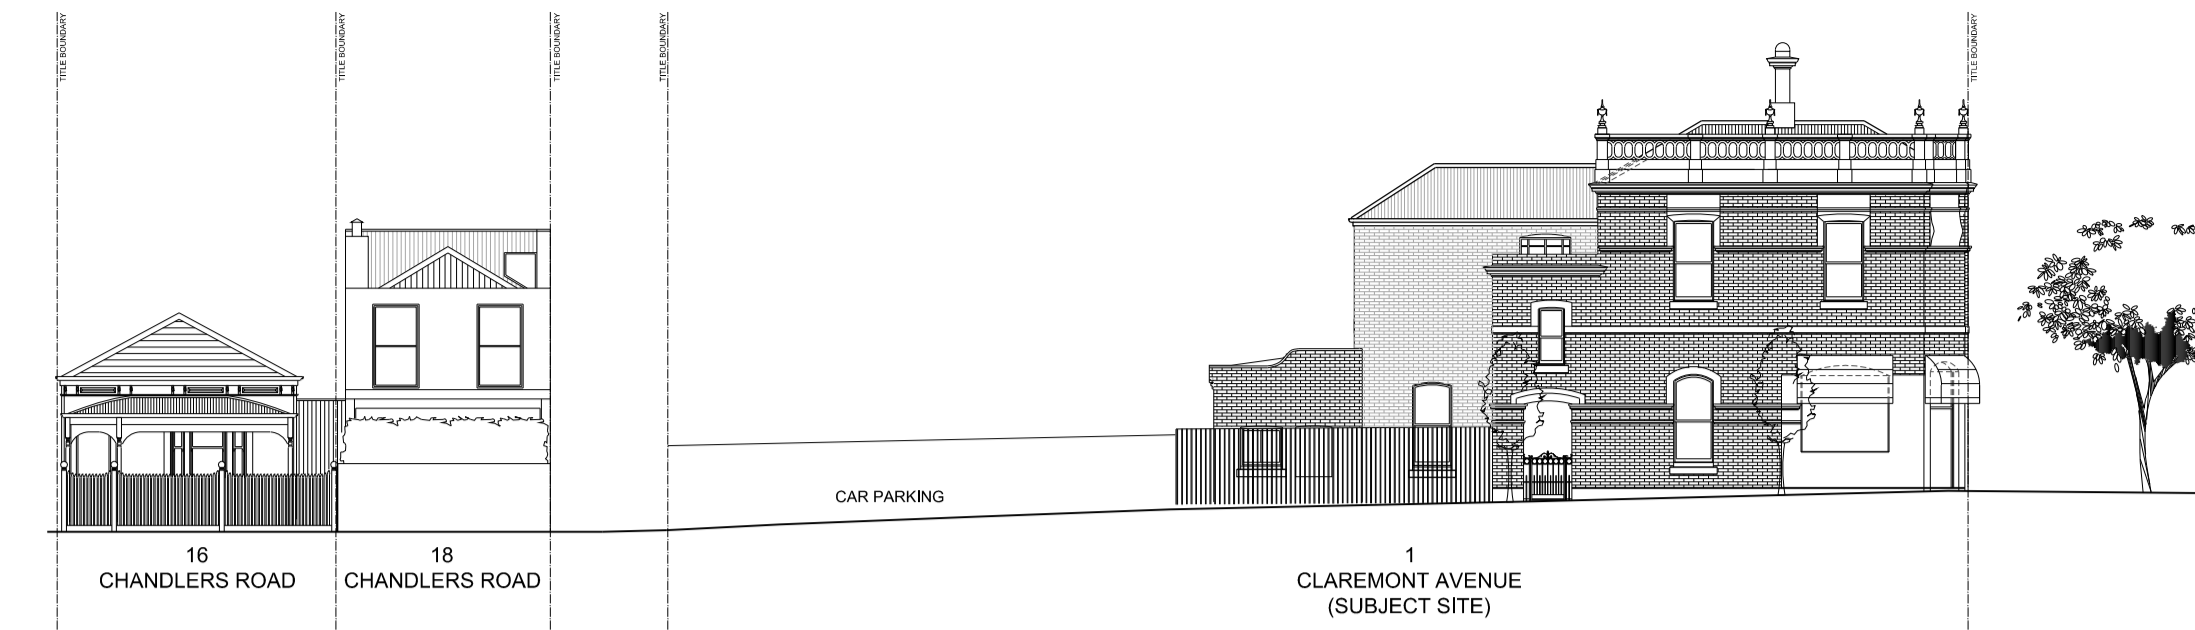 TITLE BOUNDARY
TITLE BOUNDARY
TITLE BOUNDARY
TITLE BOUNDARY
TITLE BOUNDARY
CAR PARKING
16
CHANDLERS ROAD
18
CHANDLERS ROAD
1
CLAREMONT AVENUE
(SUBJECT SITE)